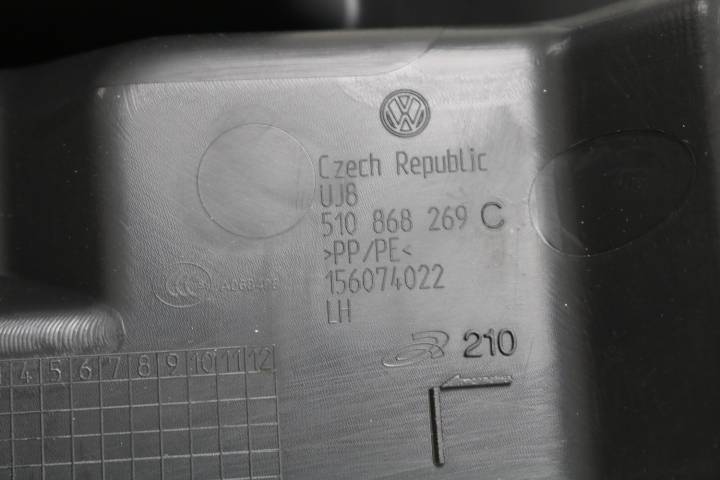 Czech Republic
UJ8
510 868 269 C
>PP/PE<
156074022
LH
210
4 5 6 7 8 9 10 11 12